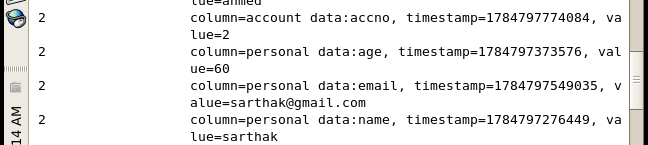 lue=ahmed
2 column=account data:accno, timestamp=1784797774084, va
lue=2
2 column=personal data:age, timestamp=1784797373576, val
ue=60
2 column=personal data:email, timestamp=1784797549035, v
alue=sarthak@gmail.com
2 column=personal data:name, timestamp=1784797276449, va
lue=sarthak
14 AM